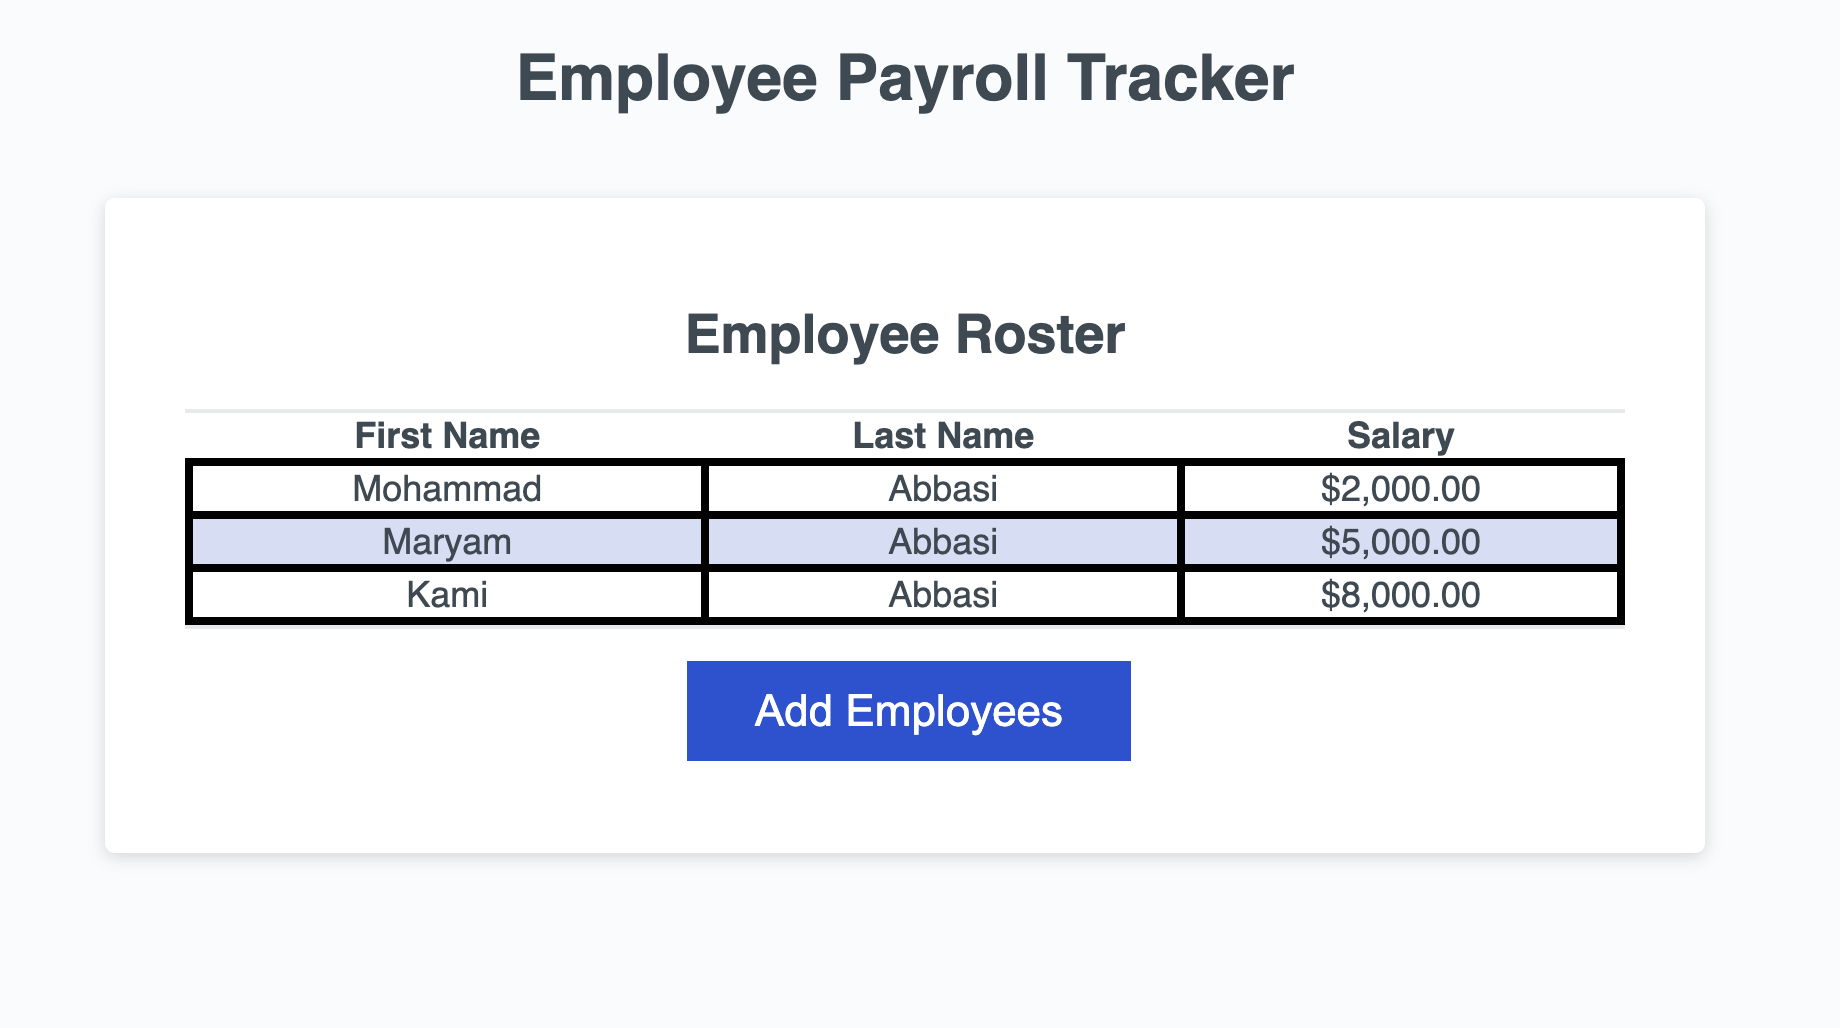 Employee Payroll Tracker
Employee Roster
First Name Last Name Salary
Mohammad Abbasi $2,000.00
Maryam Abbasi $5,000.00
Kami Abbasi $8,000.00
Add Employees